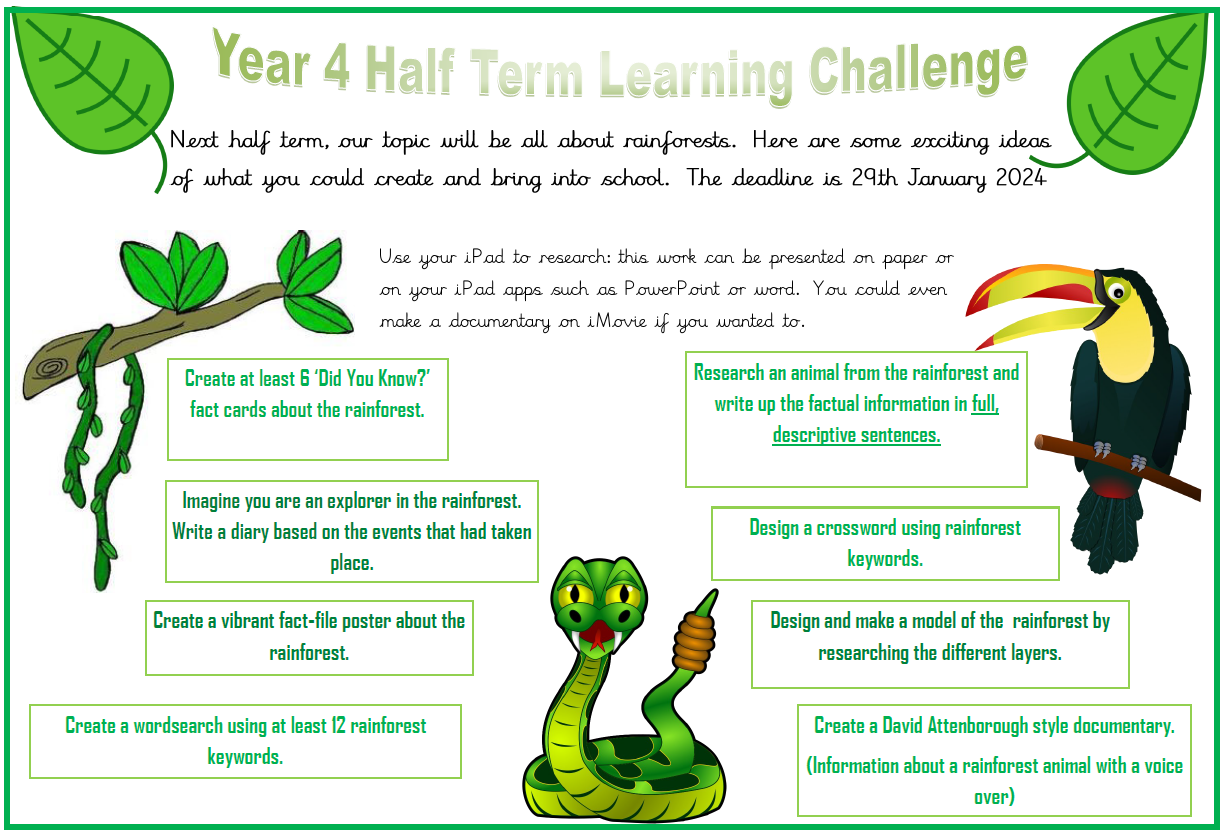 Year 4 Half Term Learning Challenge
Next half term, our topic will be all about rainforests. Here are some exciting ideas
of what you could create and bring into school. The deadline is 29th January 2024
Use your iPad to research: this work can be presented on paper or
on your iPad apps such as PowerPoint or word. You could even
make a documentary on iMovie if you wanted to.
Create at least 6 ‘Did You Know?’
fact cards about the rainforest.
Research an animal from the rainforest and
write up the factual information in full,
descriptive sentences.
Imagine you are an explorer in the rainforest.
Write a diary based on the events that had taken
place.
Design a crossword using rainforest
keywords.
Create a vibrant fact-file poster about the
rainforest.
Design and make a model of the rainforest by
researching the different layers.
Create a wordsearch using at least 12 rainforest
keywords.
Create a David Attenborough style documentary.
(Information about a rainforest animal with a voice
over)